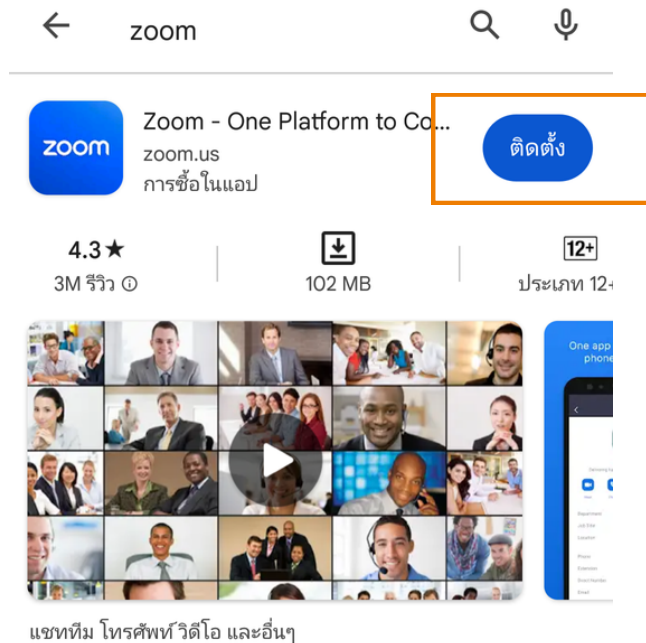 zoom
zoom
Zoom - One Platform to Co...
zoom.us
การซื้อในแอป
ติดตั้ง
4.3★
3M รีวิว
102 MB
12+
ประเภท 12+
One app
phone
แชททีม โทรศัพท์ วิดีโอ และอื่นๆ